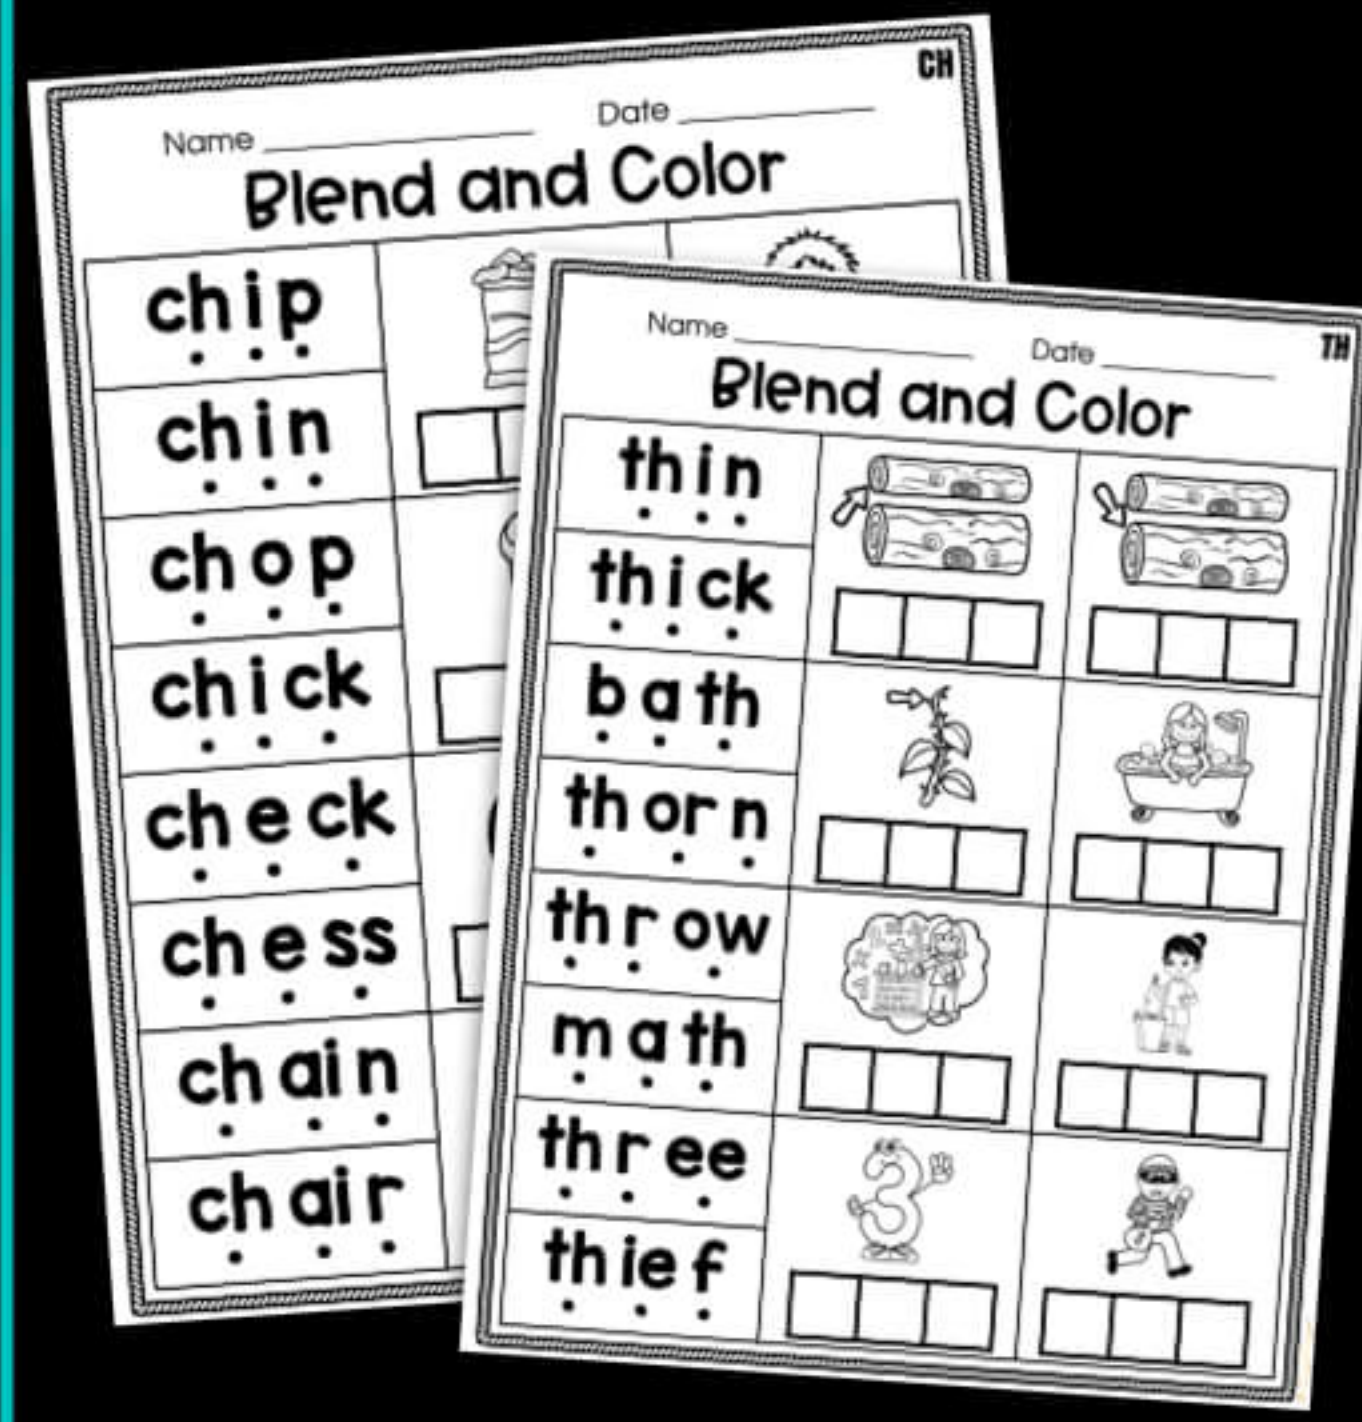 CH
Name Date
Blend and Color
chip
chin
chop
chick
check
chess
chain
chair
TH
Name Date
Blend and Color
thin
thick
bath
thorn
throw
math
three
thief